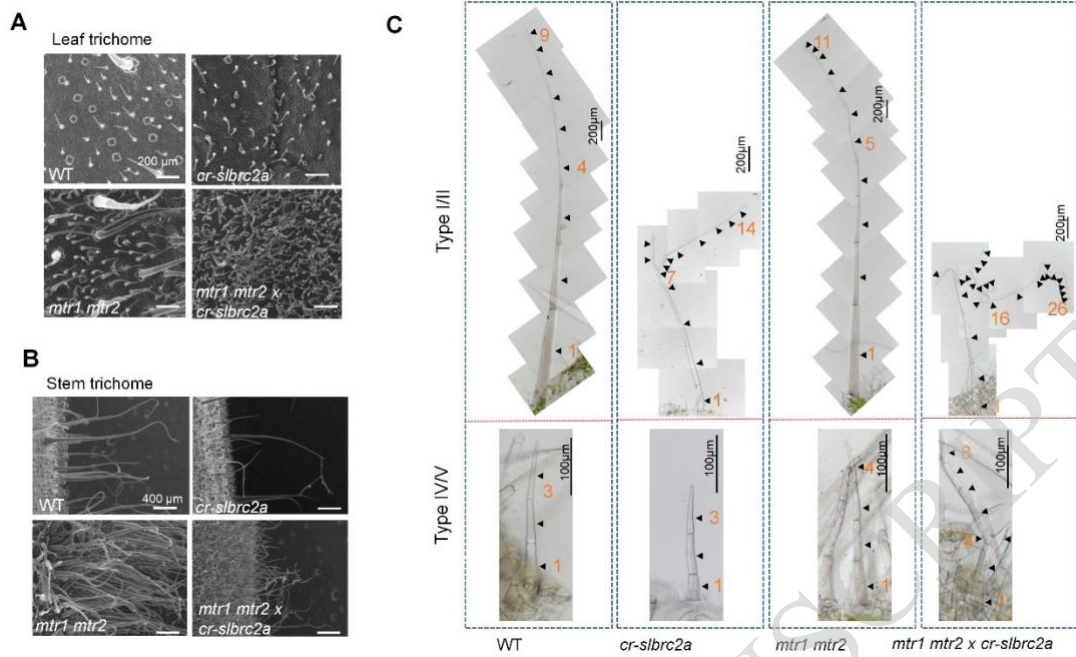 A
Leaf trichome
WT
200 µm
cr-slbrc2a
mtr1 mtr2
mtr1 mtr2 x
cr-slbrc2a
B
Stem trichome
WT
400 µm
cr-slbrc2a
mtr1 mtr2
mtr1 mtr2 x
cr-slbrc2a
C
Type I/II
9
4
1
200µm
14
7
1
200µm
11
5
1
200µm
16
26
1
200µm
Type IV/V
3
1
100µm
3
1
100µm
4
1
100µm
1
100µm
WT
cr-slbrc2a
mtr1 mtr2
mtr1 mtr2 x cr-slbrc2a